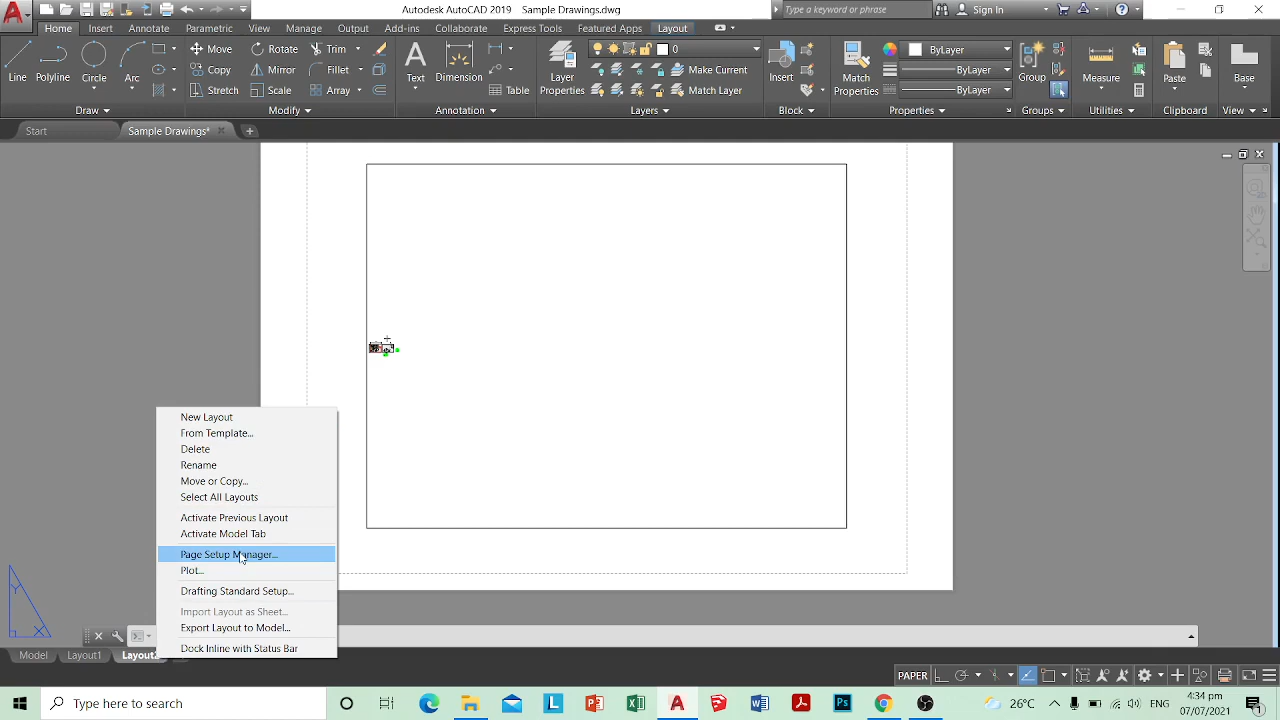 Autodesk AutoCAD 2019 Sample Drawings.dwg
Type a keyword or phrase
Sign In
Home Insert Annotate Parametric View Manage Output Add-ins Collaborate Express Tools Featured Apps Layout
Line Polyline Circle Arc
Move Rotate Trim
Copy Mirror Fillet
Stretch Scale Array
Text Dimension Table
Layer Properties
0
Make Current
Match Layer
Insert
Match Properties
ByLayer
ByLayer
ByLayer
Group Measure Paste Base
Draw Modify Annotation Layers Block Properties Groups Utilities Clipboard View
Start Sample Drawings*
New Layout
From Template...
Delete
Rename
Move or Copy...
Select All Layouts
Activate Previous Layout
Activate Model Tab
Page Setup Manager...
Plot...
Drafting Standard Setup...
Import Layout as Sheet...
Export Layout to Model...
Dock Inline with Status Bar
Y
X
Model Layout1 Layout2
PAPER
Type here to search
26°C
ENG
4:34 pm
07/07/2021